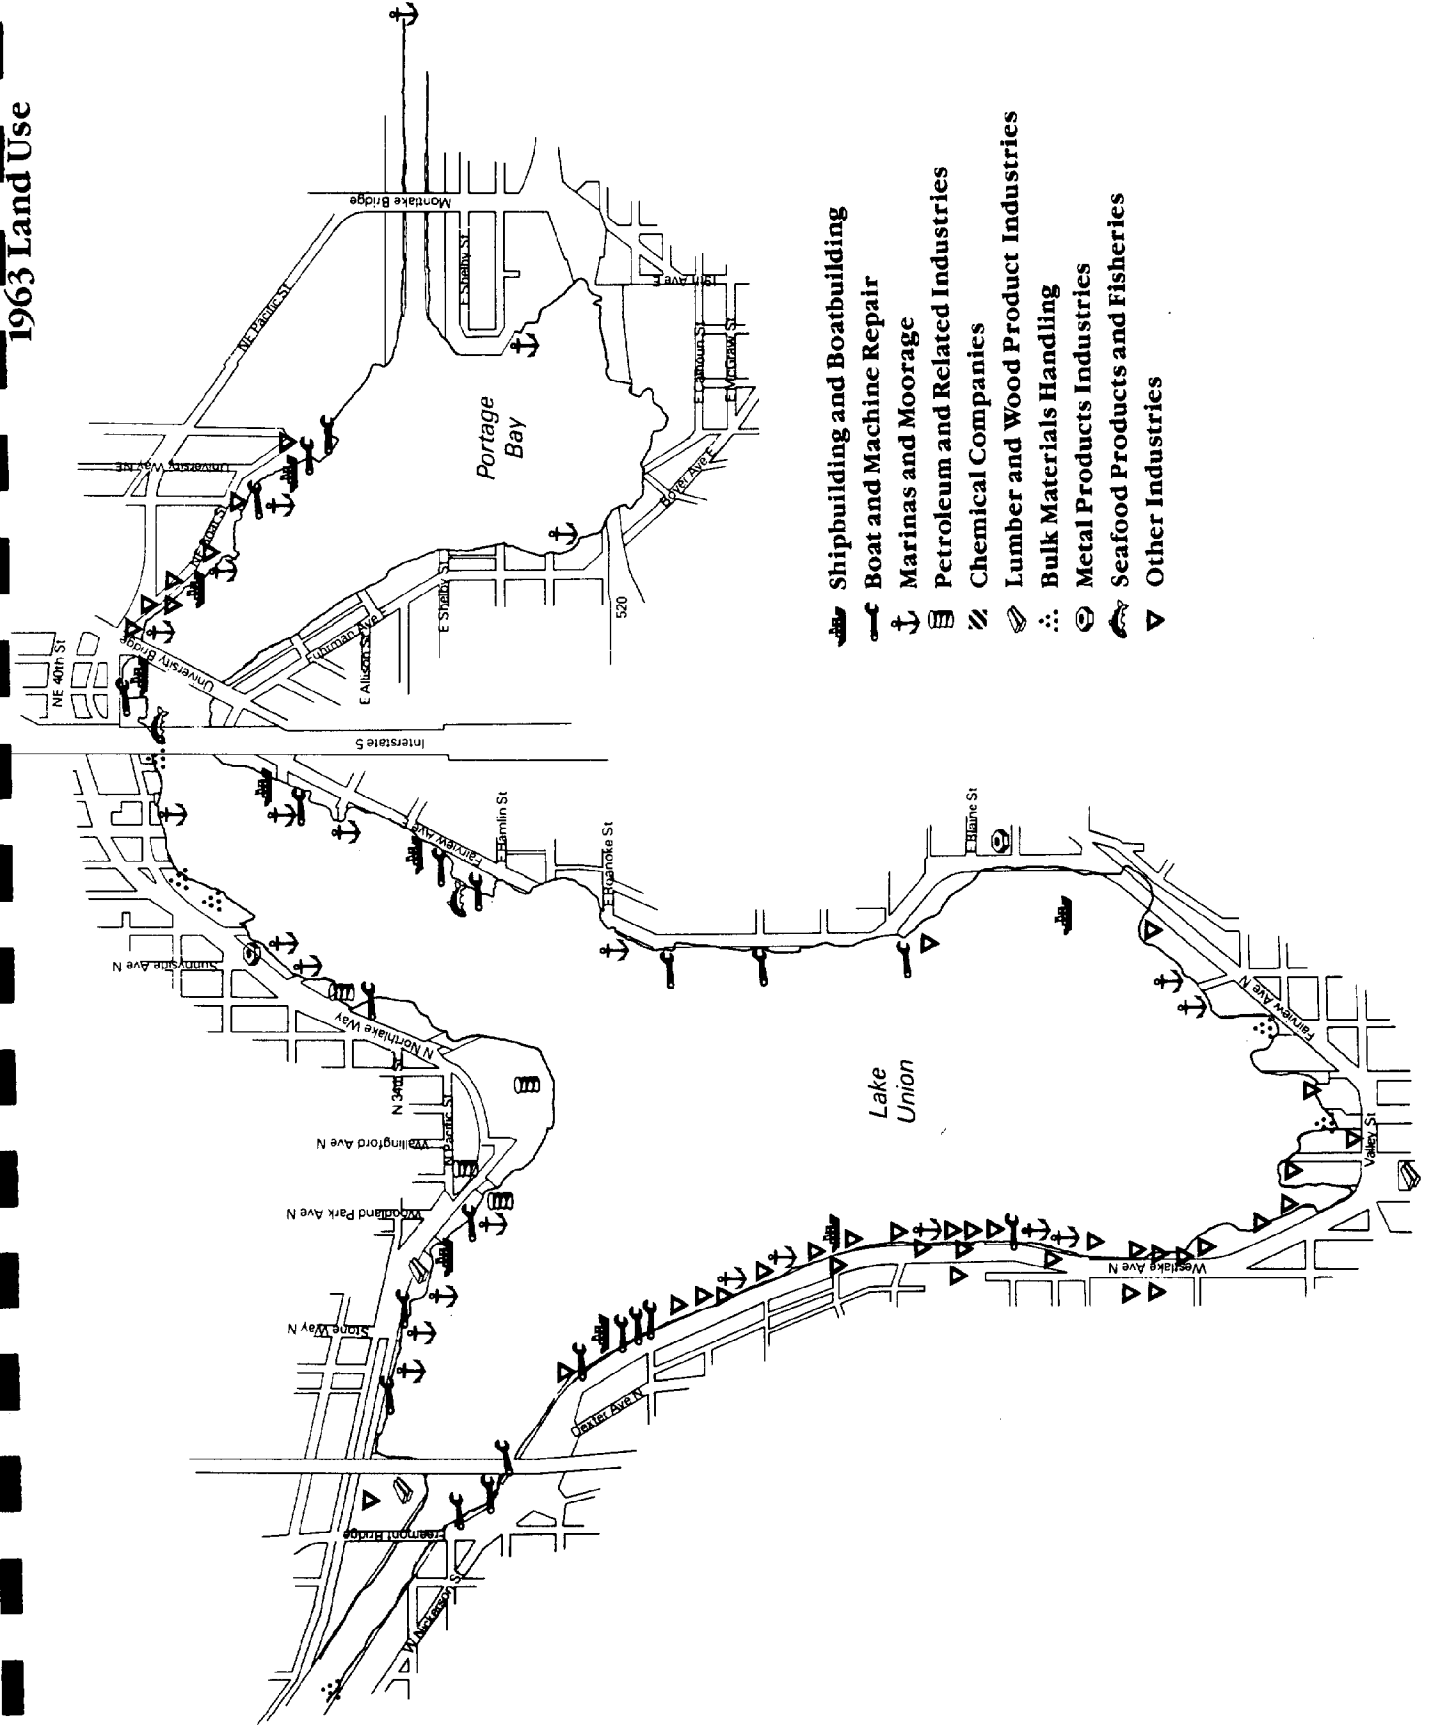 1963 Land Use
Montlake Bridge
E Shelby St
NE Pacific St
19th Ave E
E Calhoun St
E McGraw St
Portage
Bay
University Way NE
NE Boat St
Boyer Ave E
520
E Shelby St
Fuhrman Ave E
E Allison St
University Bridge
NE 40th St
Interstate 5
Fairview Ave E
E Hamlin St
E Roanoke St
E Blaine St
Sunnyside Ave N
N Northlake Way
N 34th St
Wallingford Ave N
N Pacific St
Woodland Park Ave N
Stone Way N
Lake
Union
Fairview Ave N
Valley St
Westlake Ave N
Dexter Ave N
Freemont Bridge
W Nickerson St
Shipbuilding and Boatbuilding
Boat and Machine Repair
Marinas and Moorage
Petroleum and Related Industries
Chemical Companies
Lumber and Wood Product Industries
Bulk Materials Handling
Metal Products Industries
Seafood Products and Fisheries
Other Industries